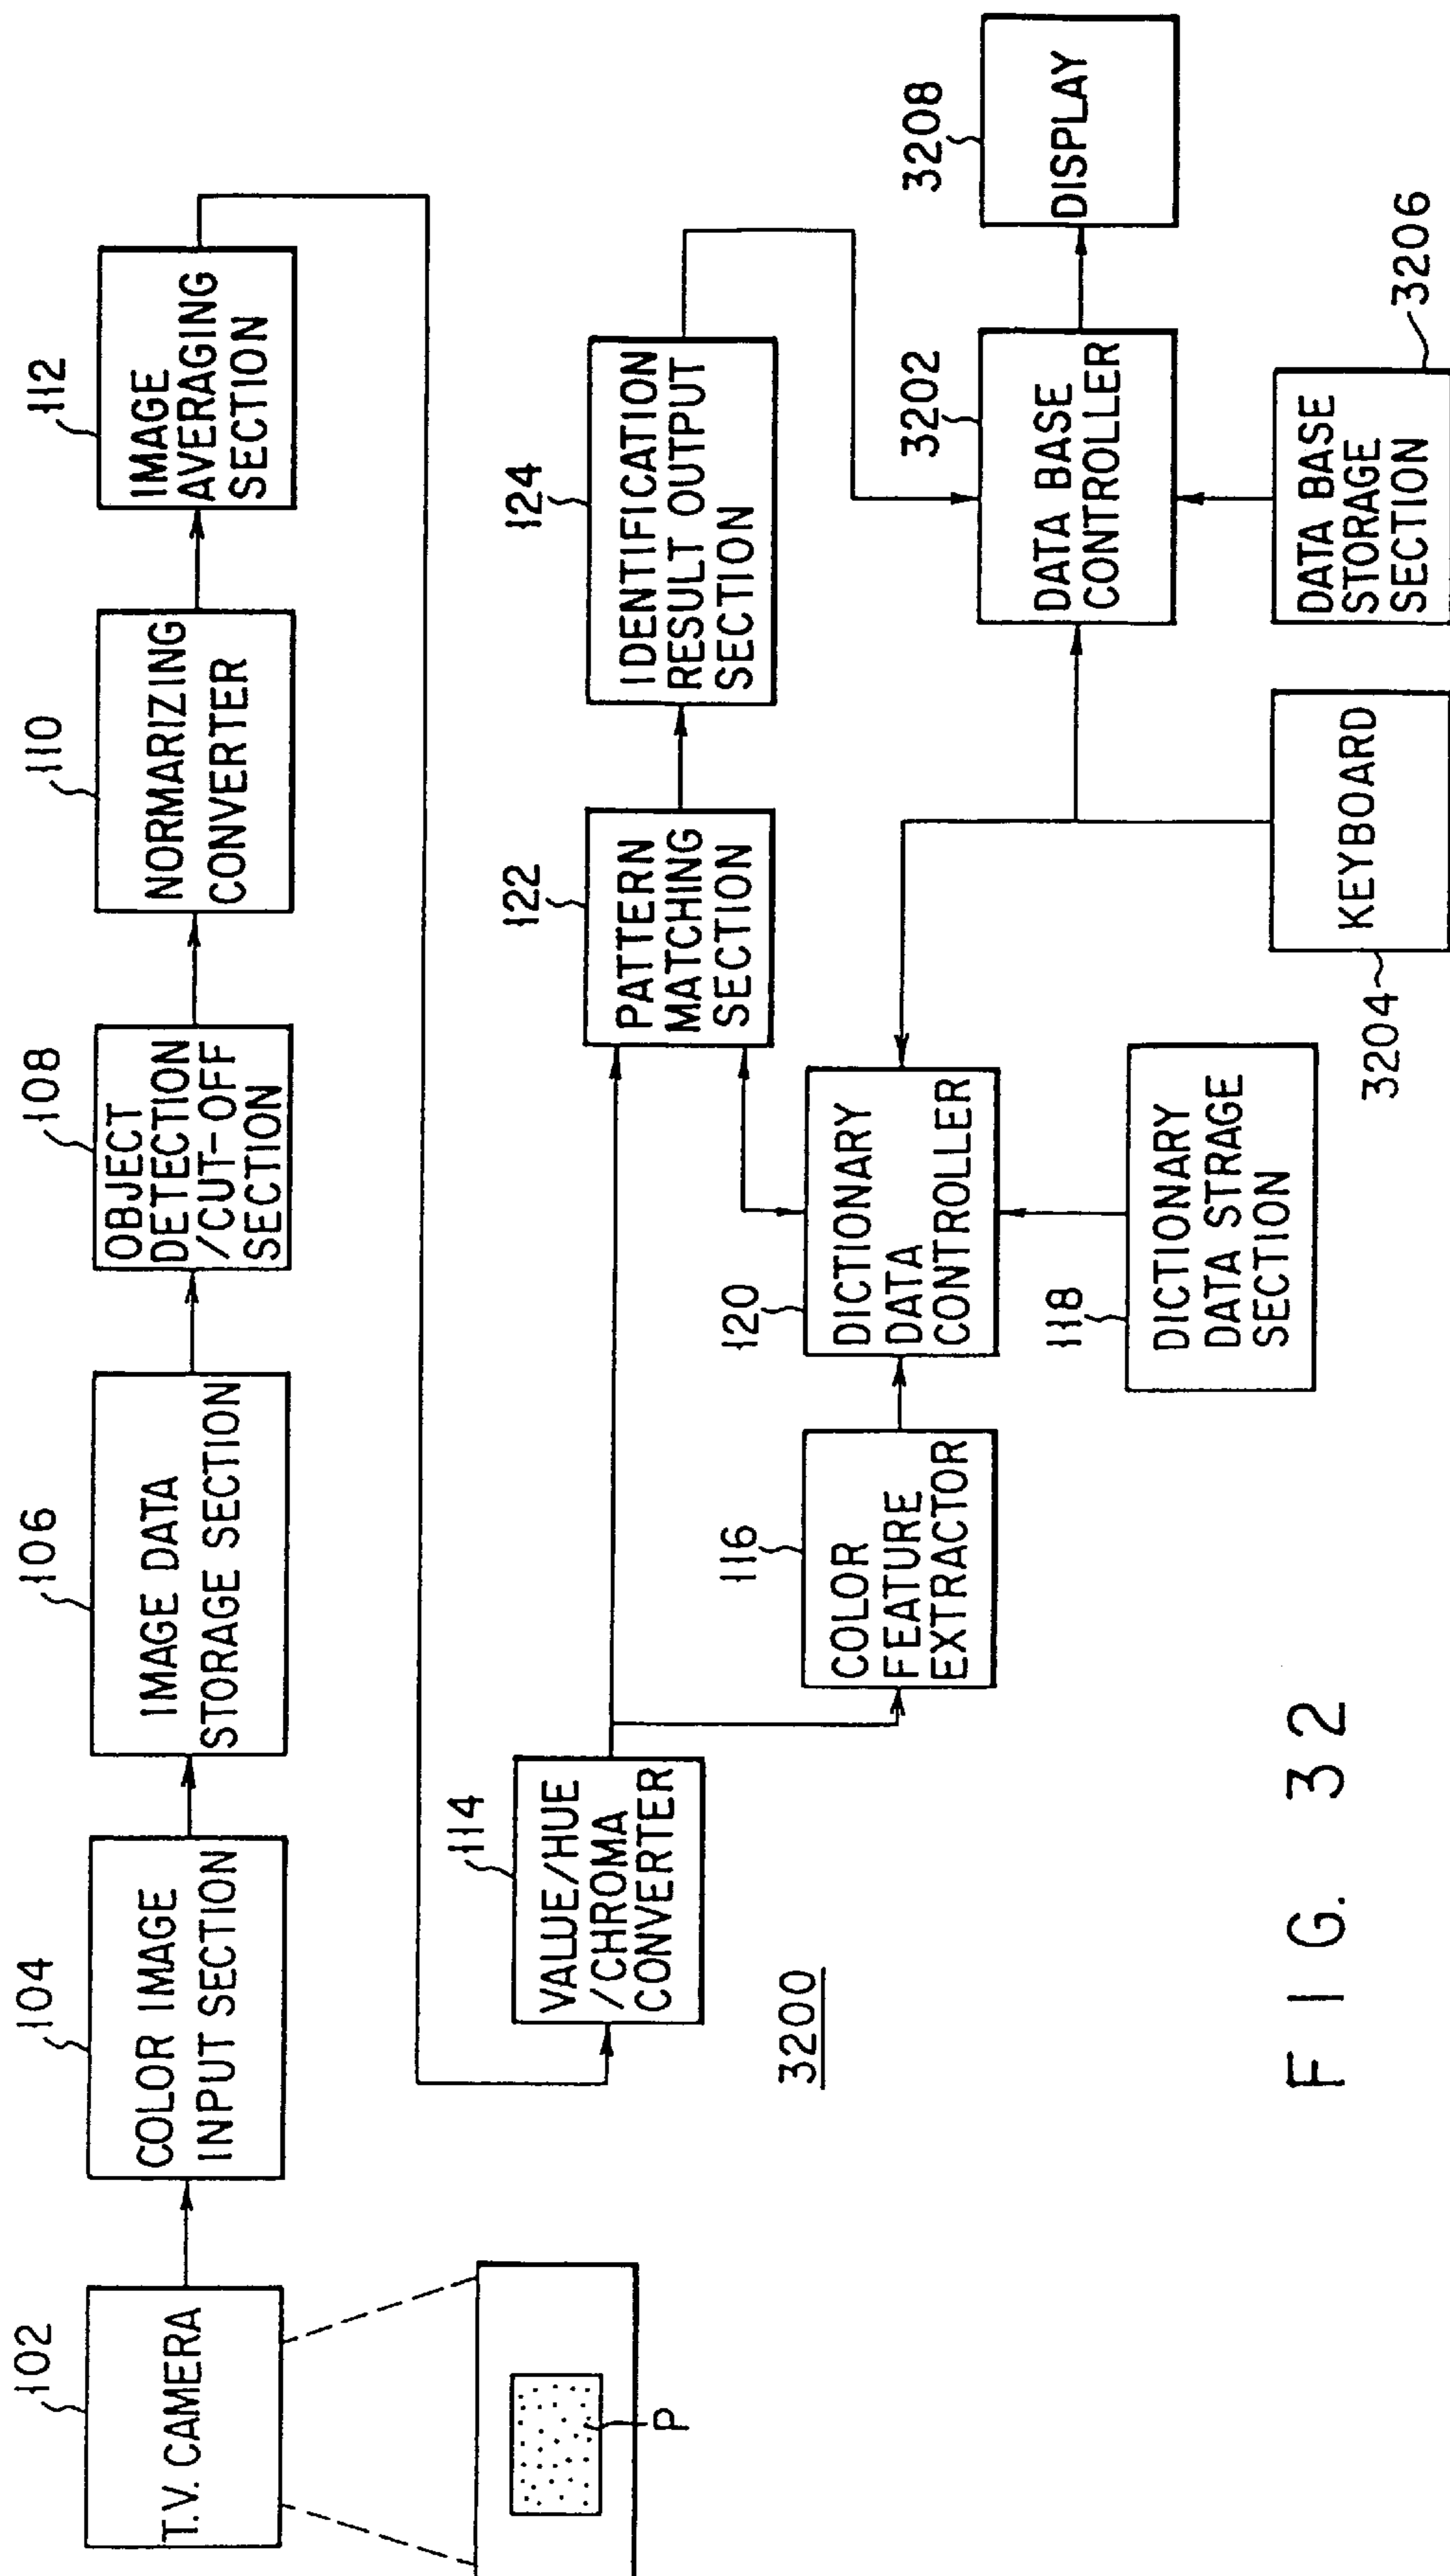 102
T.V. CAMERA
P
104
COLOR IMAGE
INPUT SECTION
106
IMAGE DATA
STORAGE SECTION
108
OBJECT
DETECTION
/CUT-OFF
SECTION
110
NORMARIZING
CONVERTER
112
IMAGE
AVERAGING
SECTION
114
VALUE/HUE
/CHROMA
CONVERTER
116
COLOR
FEATURE
EXTRACTOR
120
DICTIONARY
DATA
CONTROLLER
118
DICTIONARY
DATA STRAGE
SECTION
122
PATTERN
MATCHING
SECTION
124
IDENTIFICATION
RESULT OUTPUT
SECTION
3202
DATA BASE
CONTROLLER
3208
DISPLAY
3204
KEYBOARD
3206
DATA BASE
STORAGE
SECTION
3200
FIG. 32